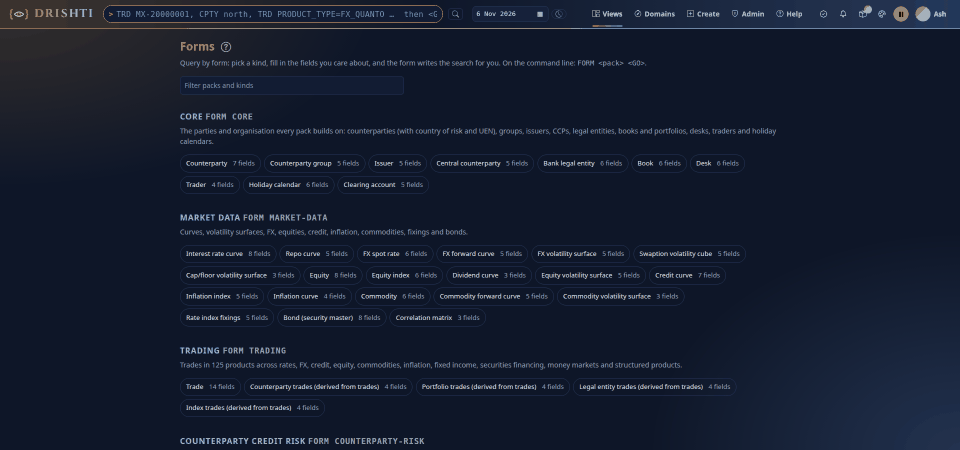 DRISHTI
> TRD MX-20000001, CPTY north, TRD PRODUCT_TYPE=FX_QUANTO … then <G
6 Nov 2026
Views
Domains
Create
Admin
Help
Ash
Forms ?
Query by form: pick a kind, fill in the fields you care about, and the form writes the search for you. On the command line: FORM <pack> <GO>.
Filter packs and kinds
CORE FORM CORE
The parties and organisation every pack builds on: counterparties (with country of risk and UEN), groups, issuers, CCPs, legal entities, books and portfolios, desks, traders and holiday
calendars.
Counterparty 7 fields Counterparty group 5 fields Issuer 5 fields Central counterparty 5 fields Bank legal entity 6 fields Book 6 fields Desk 6 fields
Trader 4 fields Holiday calendar 6 fields Clearing account 5 fields
MARKET DATA FORM MARKET-DATA
Curves, volatility surfaces, FX, equities, credit, inflation, commodities, fixings and bonds.
Interest rate curve 8 fields Repo curve 5 fields FX spot rate 6 fields FX forward curve 5 fields FX volatility surface 5 fields Swaption volatility cube 5 fields
Cap/floor volatility surface 3 fields Equity 8 fields Equity index 6 fields Dividend curve 3 fields Equity volatility surface 5 fields Credit curve 7 fields
Inflation index 5 fields Inflation curve 4 fields Commodity 6 fields Commodity forward curve 5 fields Commodity volatility surface 3 fields
Rate index fixings 5 fields Bond (security master) 8 fields Correlation matrix 3 fields
TRADING FORM TRADING
Trades in 125 products across rates, FX, credit, equity, commodities, inflation, fixed income, securities financing, money markets and structured products.
Trade 14 fields Counterparty trades (derived from trades) 4 fields Portfolio trades (derived from trades) 4 fields Legal entity trades (derived from trades) 4 fields
Index trades (derived from trades) 4 fields
COUNTERPARTY CREDIT RISK FORM COUNTERPARTY-RISK